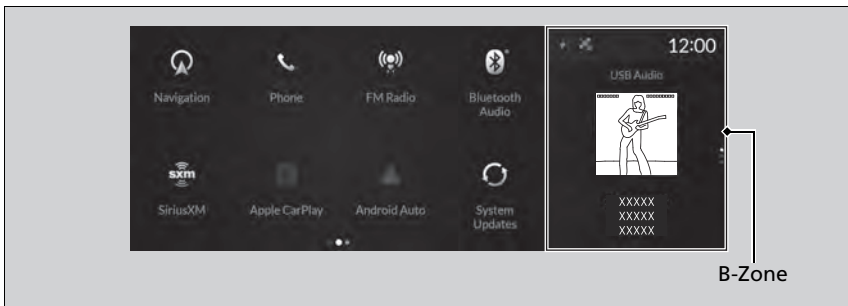 12:00
Navigation
Phone
FM Radio
Bluetooth
Audio
USB Audio
XXXXX
XXXXX
XXXXX
sxm
SiriusXM
Apple CarPlay
Android Auto
System
Updates
B-Zone